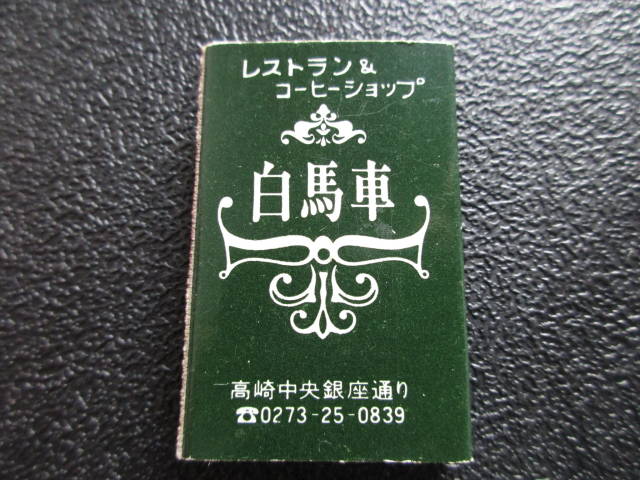 レストラン&
コーヒーショップ
白馬車
高崎中央銀座通り
☎0273-25-0839